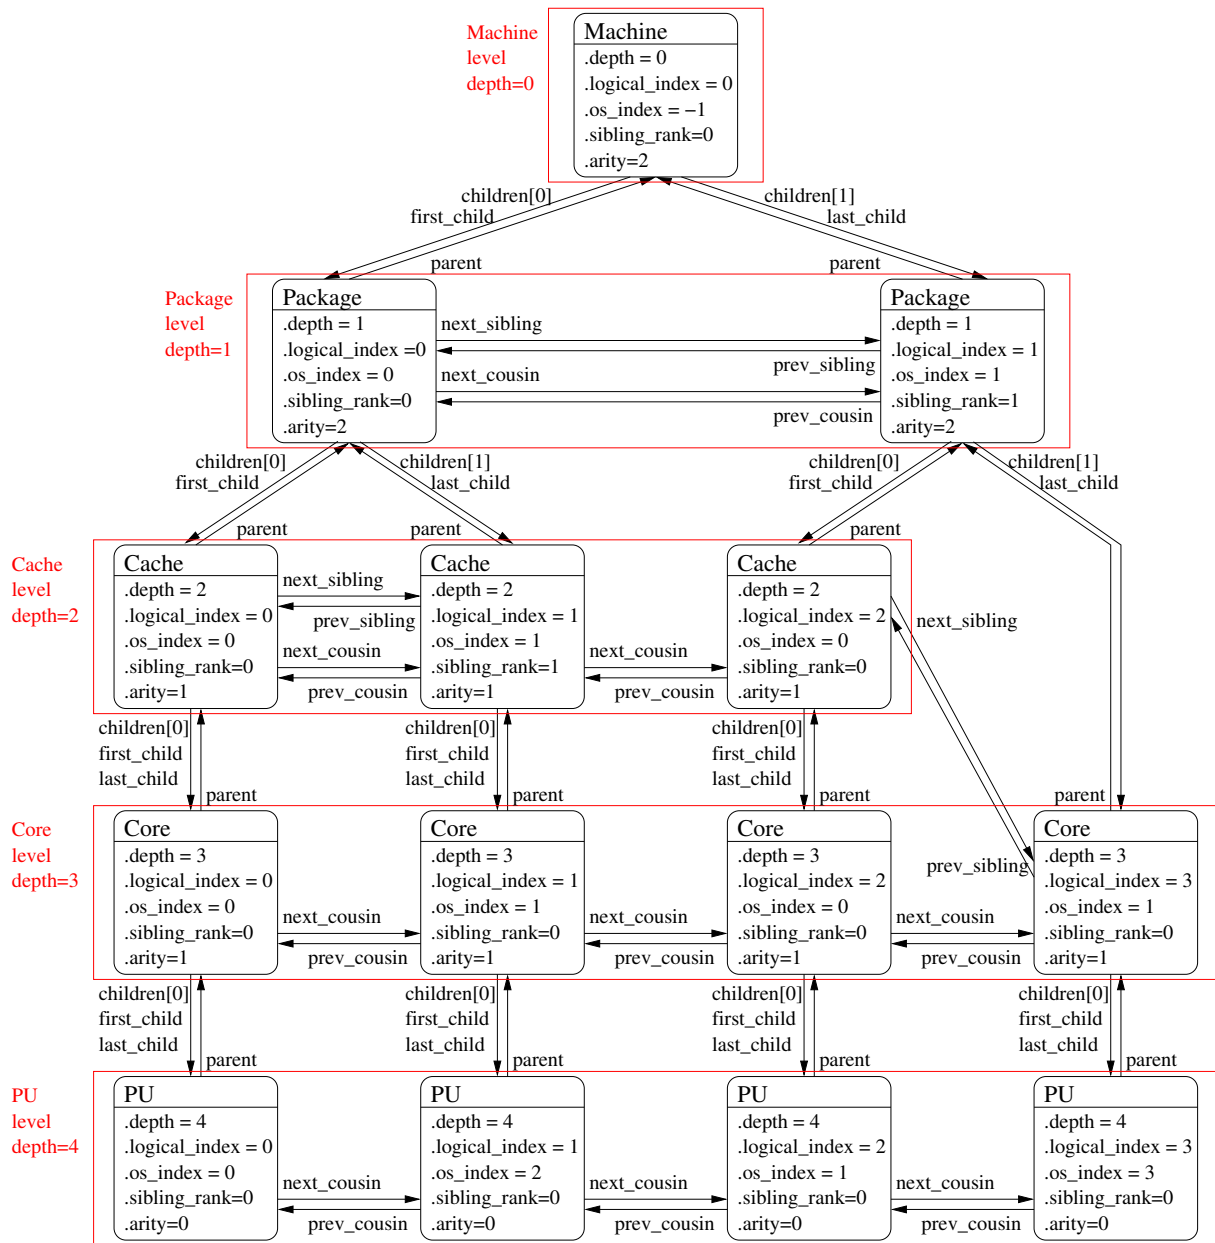 Machine
level
depth=0
Machine
.depth = 0
.logical_index = 0
.os_index = −1
.sibling_rank=0
.arity=2
children[0]
first_child
parent
children[1]
last_child
parent
Package
level
depth=1
Package
.depth = 1
.logical_index =0
.os_index = 0
.sibling_rank=0
.arity=2
next_sibling
prev_sibling
next_cousin
prev_cousin
Package
.depth = 1
.logical_index = 1
.os_index = 1
.sibling_rank=1
.arity=2
children[0]
first_child
parent
children[1]
last_child
children[0]
first_child
parent
children[1]
last_child
Cache
level
depth=2
Cache
.depth = 2
.logical_index = 0
.os_index = 0
.sibling_rank=0
.arity=1
next_sibling
prev_sibling
next_cousin
prev_cousin
Cache
.depth = 2
.logical_index = 1
.os_index = 1
.sibling_rank=1
.arity=1
next_cousin
prev_cousin
Cache
.depth = 2
.logical_index = 2
.os_index = 0
.sibling_rank=0
.arity=1
next_sibling
children[0]
first_child
last_child
parent
children[0]
first_child
last_child
parent
children[0]
first_child
last_child
parent
parent
Core
level
depth=3
Core
.depth = 3
.logical_index = 0
.os_index = 0
.sibling_rank=0
.arity=1
next_cousin
prev_cousin
Core
.depth = 3
.logical_index = 1
.os_index = 1
.sibling_rank=0
.arity=1
next_cousin
prev_cousin
Core
.depth = 3
.logical_index = 2
.os_index = 0
.sibling_rank=0
.arity=1
prev_sibling
next_cousin
prev_cousin
Core
.depth = 3
.logical_index = 3
.os_index = 1
.sibling_rank=0
.arity=1
children[0]
first_child
last_child
parent
children[0]
first_child
last_child
parent
children[0]
first_child
last_child
parent
children[0]
first_child
last_child
parent
PU
level
depth=4
PU
.depth = 4
.logical_index = 0
.os_index = 0
.sibling_rank=0
.arity=0
next_cousin
prev_cousin
PU
.depth = 4
.logical_index = 1
.os_index = 2
.sibling_rank=0
.arity=0
next_cousin
prev_cousin
PU
.depth = 4
.logical_index = 2
.os_index = 1
.sibling_rank=0
.arity=0
next_cousin
prev_cousin
PU
.depth = 4
.logical_index = 3
.os_index = 3
.sibling_rank=0
.arity=0